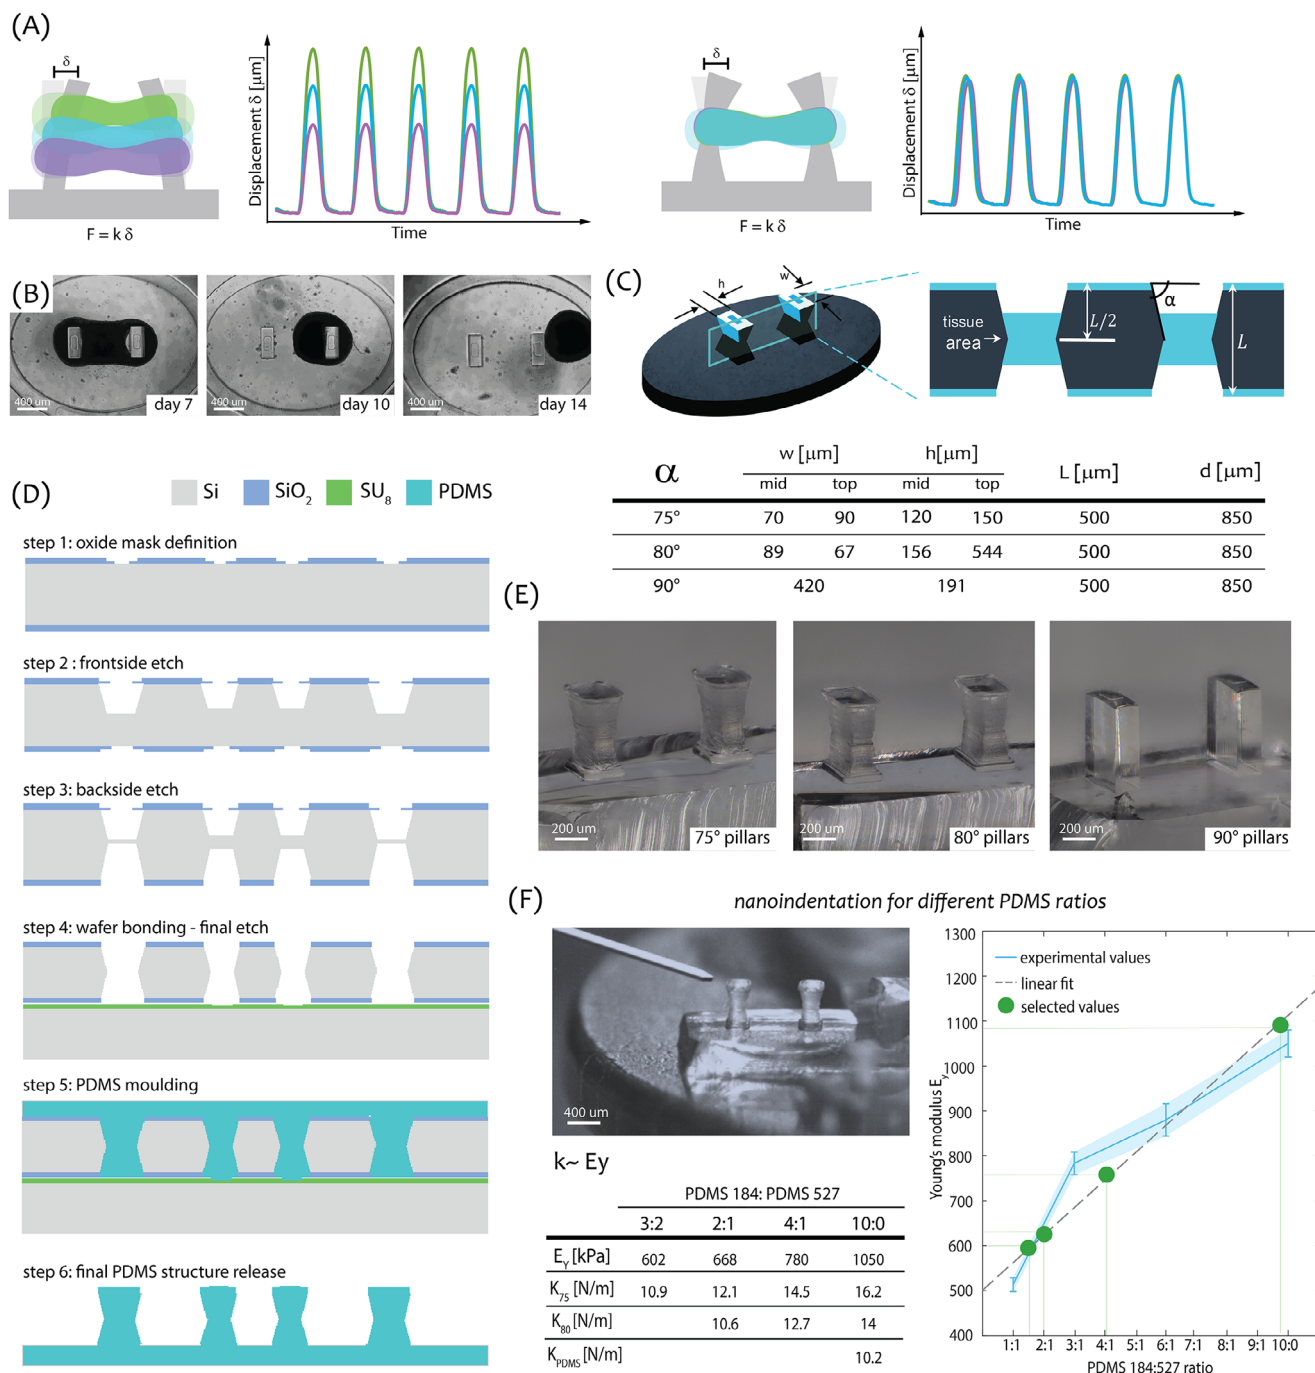 (A)
δ
Displacement δ [μm]
Time
F = k δ
δ
Displacement δ [μm]
Time
F = k δ
(B)
400 um
day 7
400 um
day 10
400 um
day 14
(C)
h
w
tissue
area
L/2
α
L
α w [μm] h[μm] L [μm] d [μm]
mid top mid top
75° 70 90 120 150 500 850
80° 89 67 156 544 500 850
90° 420 191 500 850
(D)
Si SiO2 SU8 PDMS
step 1: oxide mask definition
step 2 : frontside etch
step 3: backside etch
step 4: wafer bonding - final etch
step 5: PDMS moulding
step 6: final PDMS structure release
(E)
200 um
75° pillars
200 um
80° pillars
200 um
90° pillars
(F)
nanoindentation for different PDMS ratios
400 um
k~ Ey
PDMS 184: PDMS 527
3:2 2:1 4:1 10:0
EY [kPa] 602 668 780 1050
K75 [N/m] 10.9 12.1 14.5 16.2
K80 [N/m] 10.6 12.7 14
KPDMS [N/m] 10.2
experimental values
linear fit
selected values
Young's modulus Ey
1300
1200
1100
1000
900
800
700
600
500
400
1:1 2:1 3:1 4:1 5:1 6:1 7:1 8:1 9:1 10:0
PDMS 184:527 ratio